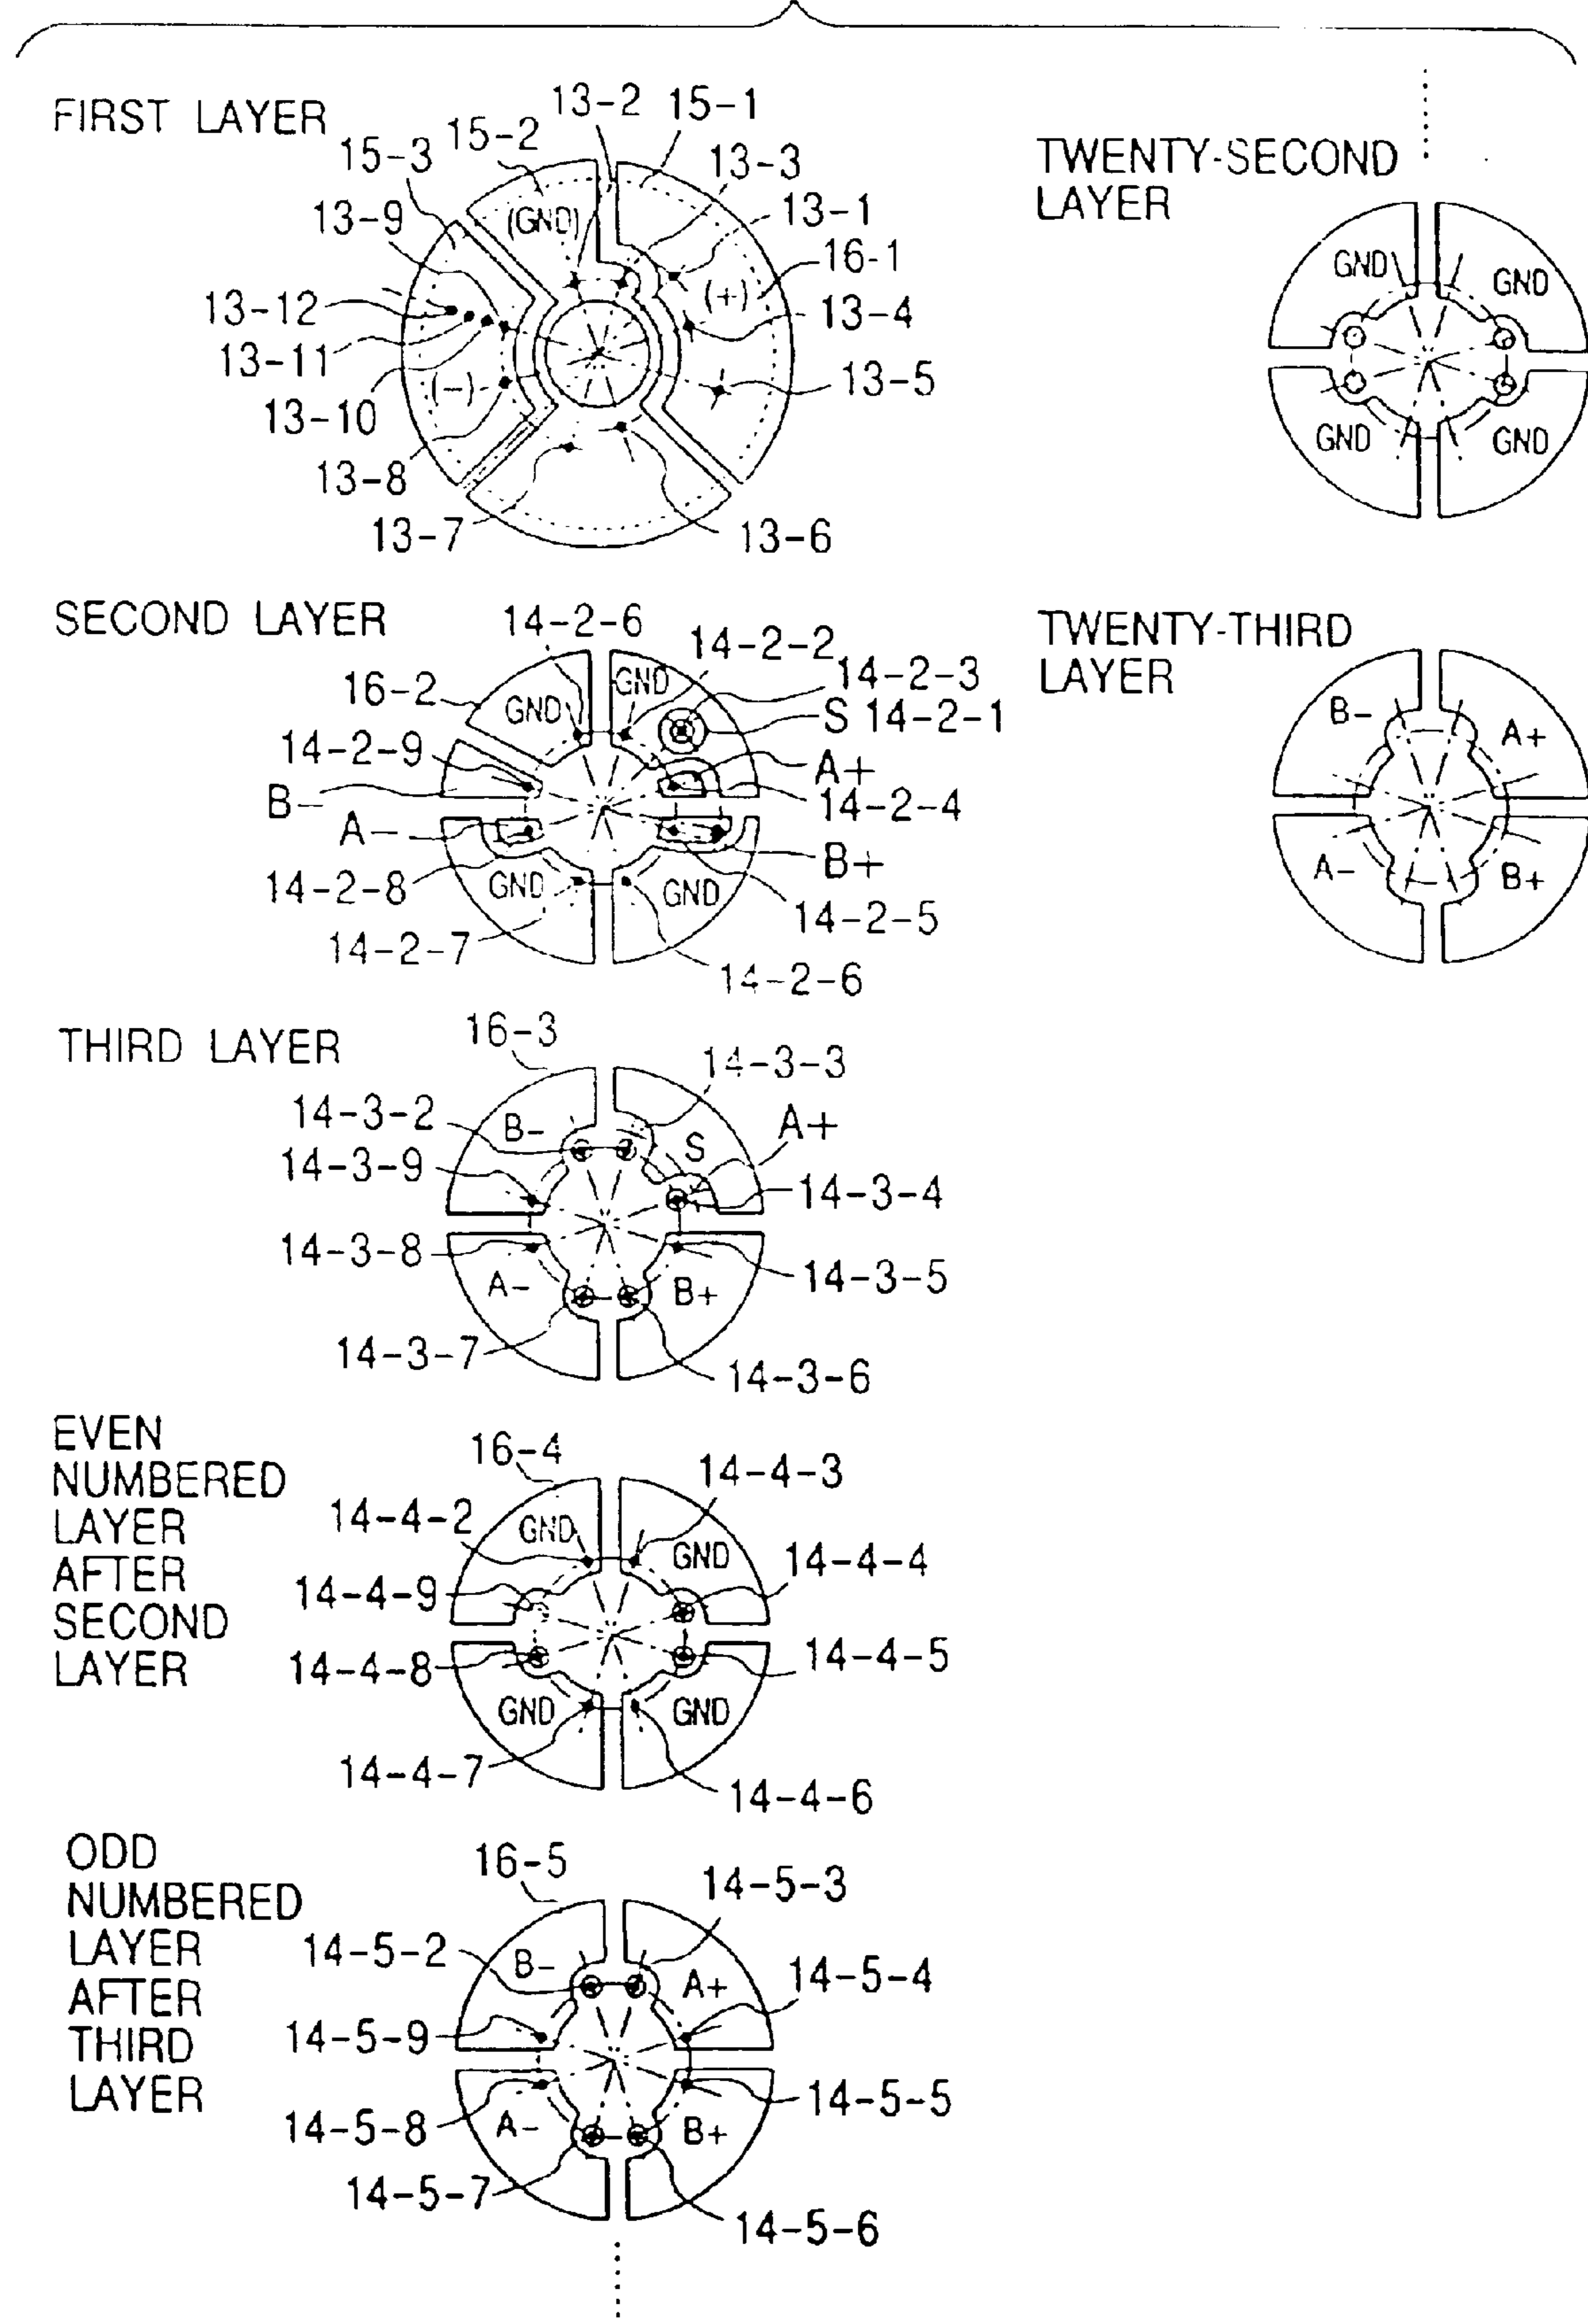 FIRST LAYER
13-2
15-1
15-2
15-3
13-3
13-9
(GND)
13-1
16-1
13-12
(+)
13-4
13-11
(-)
13-5
13-10
13-8
13-7
13-6
SECOND LAYER
14-2-6
14-2-2
14-2-3
16-2
GND
GND
S 14-2-1
14-2-9
A+
B-
14-2-4
A-
B+
14-2-8
GND
GND
14-2-5
14-2-7
14-2-6
THIRD LAYER
16-3
14-3-3
14-3-2
B-
A+
S
14-3-9
14-3-4
14-3-8
14-3-5
A-
B+
14-3-7
14-3-6
EVEN
NUMBERED
LAYER
AFTER
SECOND
LAYER
16-4
14-4-3
14-4-2
GND
GND
14-4-4
14-4-9
14-4-8
14-4-5
GND
GND
14-4-7
14-4-6
ODD
NUMBERED
LAYER
AFTER
THIRD
LAYER
16-5
14-5-3
14-5-2
B-
A+
14-5-4
14-5-9
14-5-8
A-
B+
14-5-5
14-5-7
14-5-6
TWENTY-SECOND
LAYER
GND
GND
GND
GND
TWENTY-THIRD
LAYER
B-
A+
A-
B+